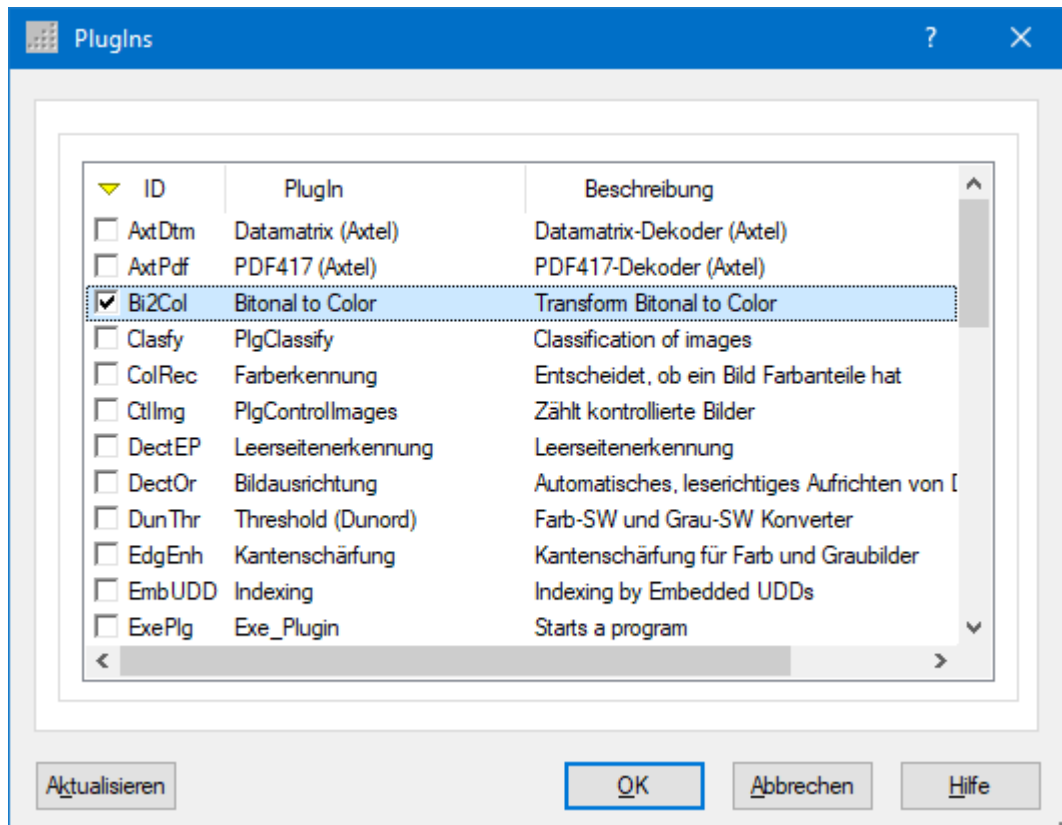 PlugIns ?
ID PlugIn Beschreibung
AxtDtm Datamatrix (Axtel) Datamatrix-Dekoder (Axtel)
AxtPdf PDF417 (Axtel) PDF417-Dekoder (Axtel)
Bi2Col Bitonal to Color Transform Bitonal to Color
Clasfy PlgClassify Classification of images
ColRec Farberkennung Entscheidet, ob ein Bild Farbanteile hat
CtlImg PlgControlImages Zählt kontrollierte Bilder
DectEP Leerseitenerkennung Leerseitenerkennung
DectOr Bildausrichtung Automatisches, leserichtiges Aufrichten von
DunThr Threshold (Dunord) Farb-SW und Grau-SW Konverter
EdgEnh Kantenschärfung Kantenschärfung für Farb und Graubilder
EmbUDD Indexing Indexing by Embedded UDDs
ExePlg Exe_Plugin Starts a program
Aktualisieren OK Abbrechen Hilfe